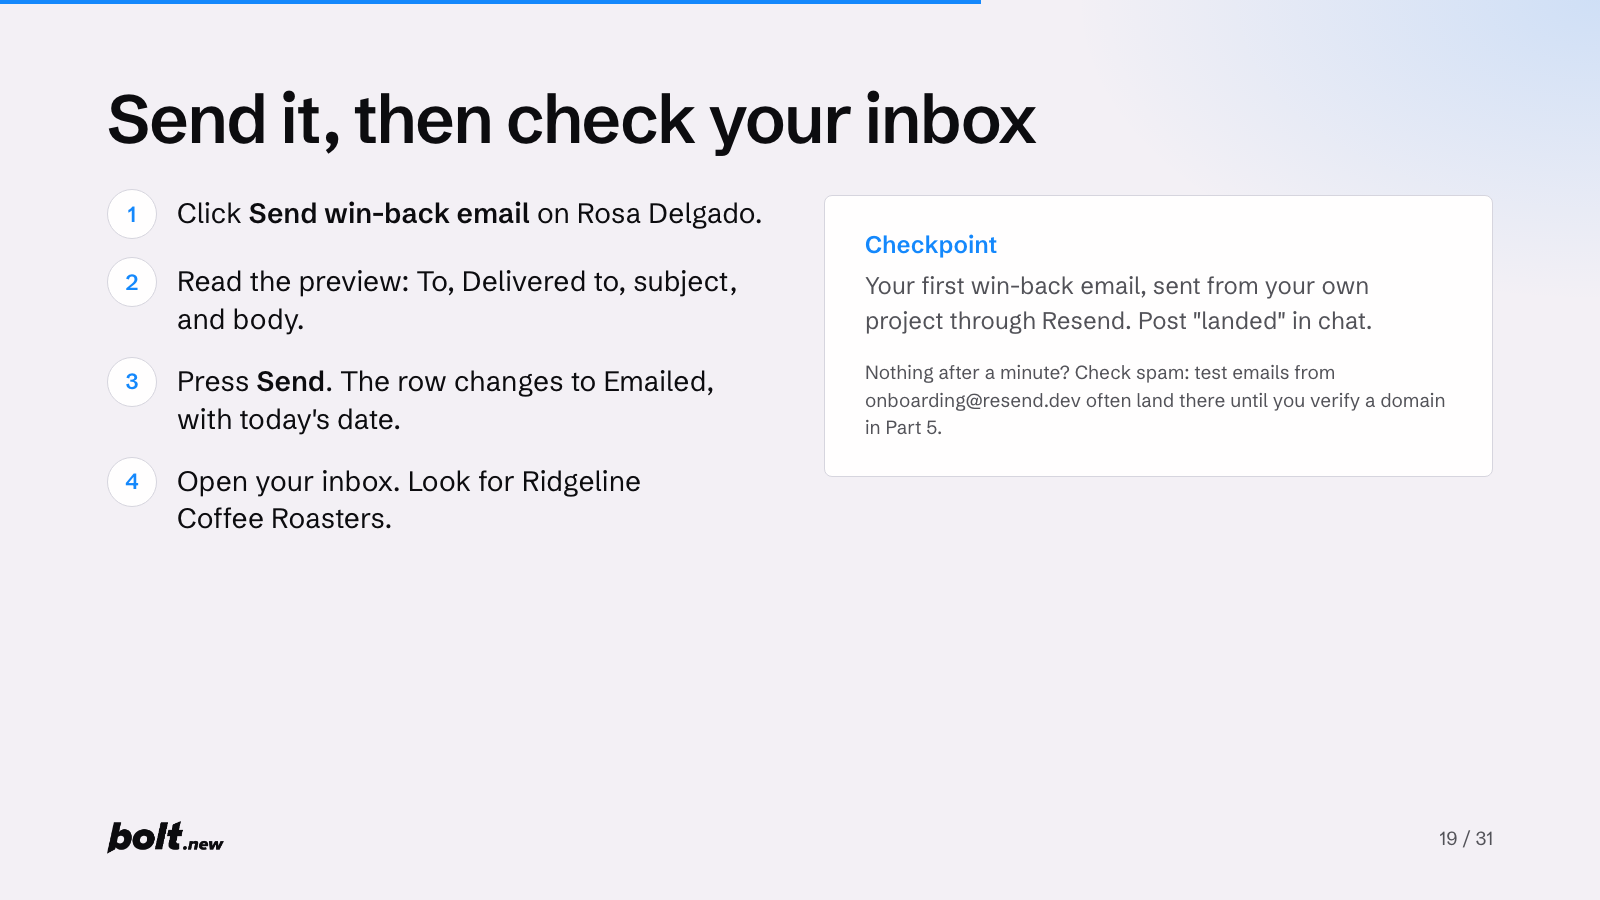 Send it, then check your inbox
1
Click Send win-back email on Rosa Delgado.
2
Read the preview: To, Delivered to, subject,
and body.
3
Press Send. The row changes to Emailed,
with today's date.
4
Open your inbox. Look for Ridgeline
Coffee Roasters.
Checkpoint
Your first win-back email, sent from your own
project through Resend. Post "landed" in chat.
Nothing after a minute? Check spam: test emails from
onboarding@resend.dev often land there until you verify a domain
in Part 5.
bolt.new
19 / 31